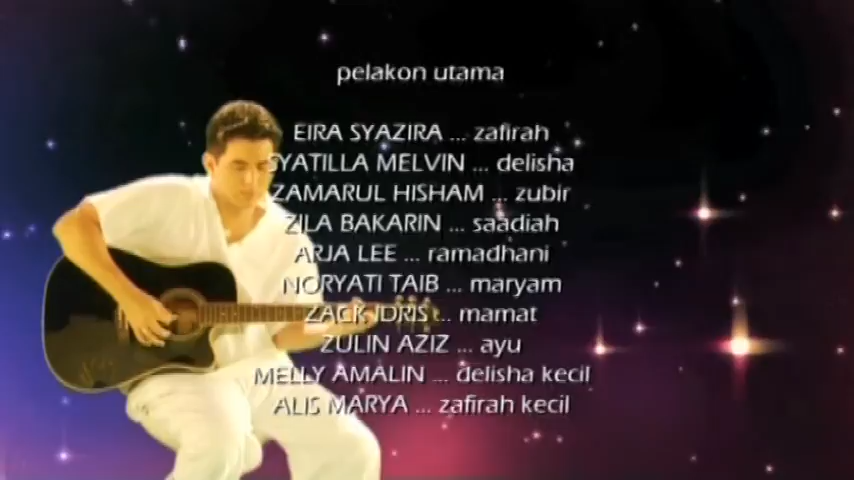 pelakon utama
EIRA SYAZIRA ... zafirah
SYATILLA MELVIN ... delisha
ZAMARUL HISHAM ... zubir
ZILA BAKARIN ... saadiah
ARJA LEE ... ramadhani
NORYATI TAIB ... maryam
ZACK IDRIS ... mamat
ZULIN AZIZ ... ayu
MELLY AMALIN ... delisha kecil
ALIS MARYA ... zafirah kecil